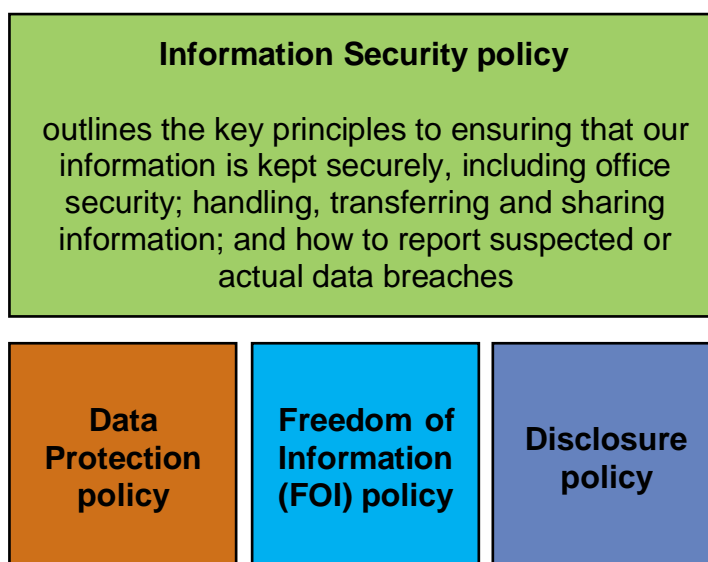 Information Security policy
outlines the key principles to ensuring that our
information is kept securely, including office
security; handling, transferring and sharing
information; and how to report suspected or
actual data breaches
Data
Protection
policy
Freedom of
Information
(FOI) policy
Disclosure
policy